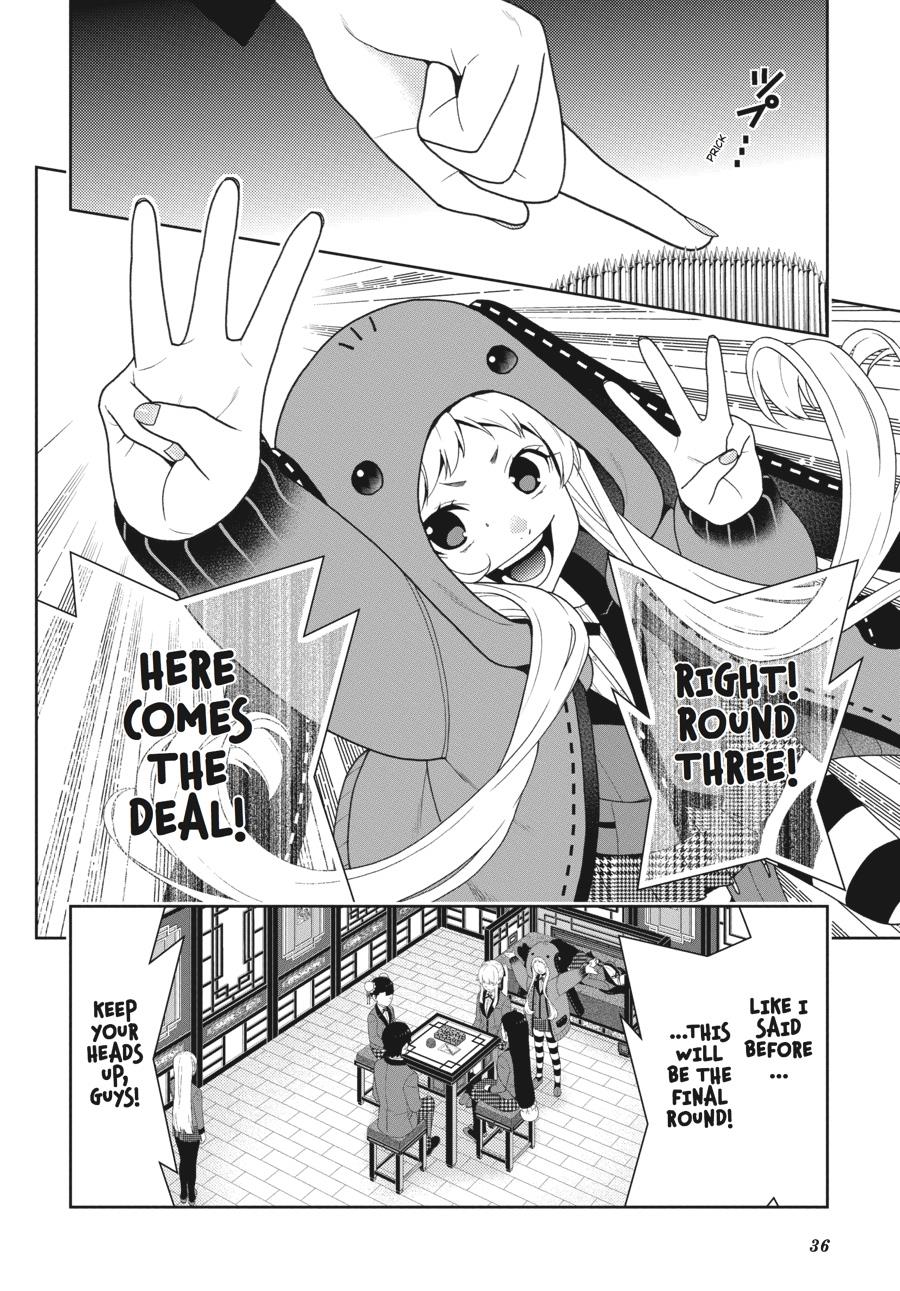 ツプ…
PRICK
RIGHT!
ROUND
THREE!
HERE
COMES
THE
DEAL!
LIKE I
SAID
BEFORE
...
...THIS
WILL
BE THE
FINAL
ROUND!
KEEP
YOUR
HEADS
UP,
GUYS!
36